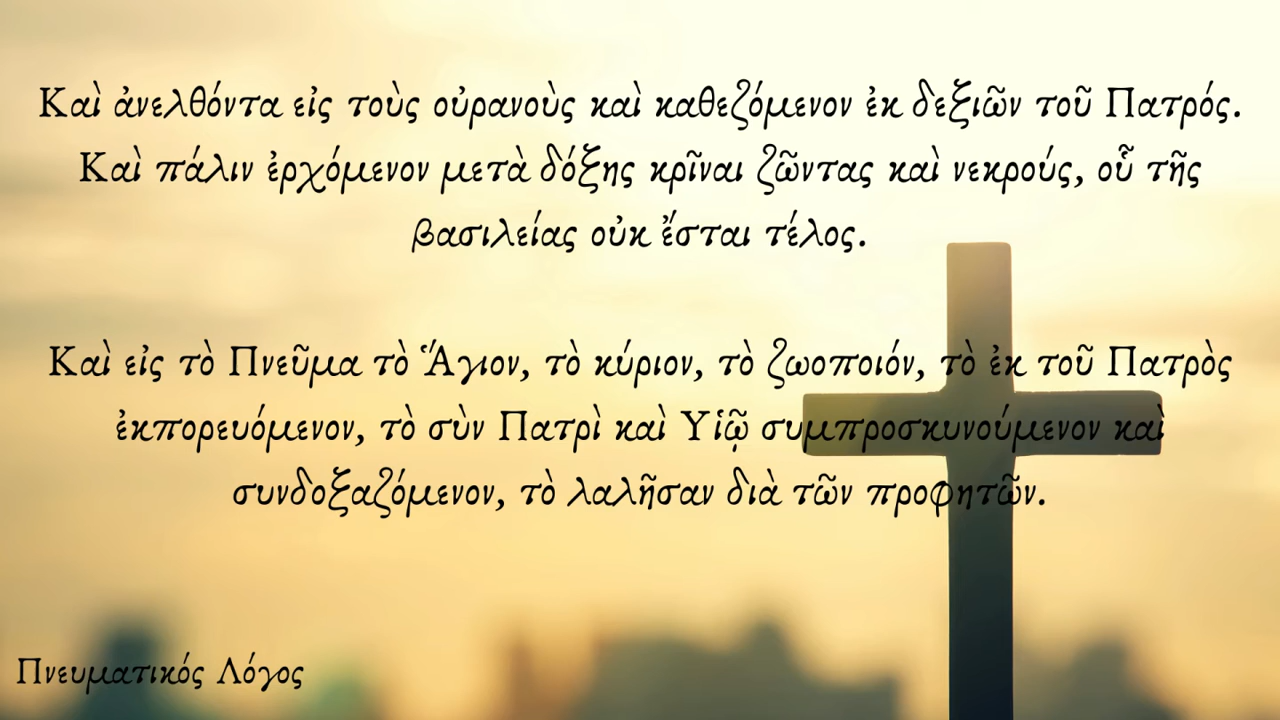 Καὶ ἀνελθόντα εἰς τοὺς οὐρανοὺς καὶ καθεζόμενον ἐκ δεξιῶν τοῦ Πατρός.
Καὶ πάλιν ἐρχόμενον μετὰ δόξης κρῖναι ζῶντας καὶ νεκρούς, οὗ τῆς
βασιλείας οὐκ ἔσται τέλος.
Καὶ εἰς τὸ Πνεῦμα τὸ Ἅγιον, τὸ κύριον, τὸ ζωοποιόν, τὸ ἐκ τοῦ Πατρὸς
ἐκπορευόμενον, τὸ σὺν Πατρὶ καὶ Υἱῷ συμπροσκυνούμενον καὶ
συνδοξαζόμενον, τὸ λαλῆσαν διὰ τῶν προφητῶν.
Πνευματικός Λόγος